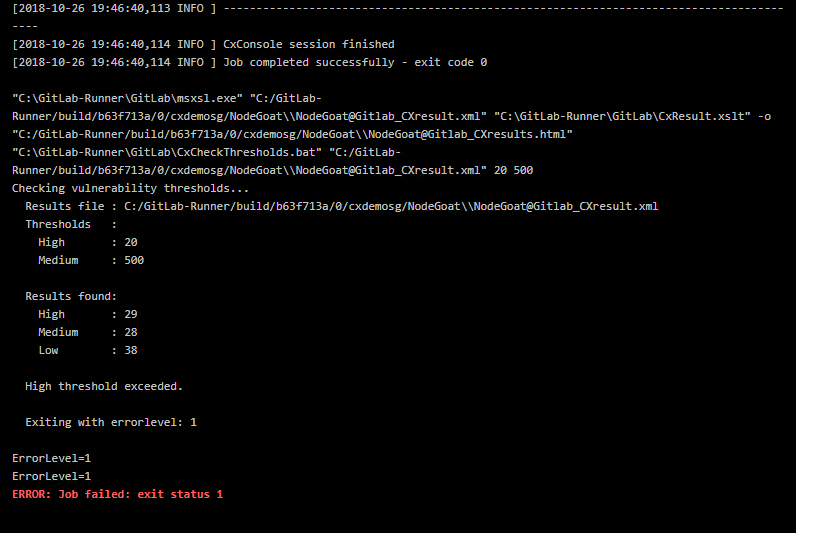 [2018-10-26 19:46:40,113 INFO ] -------------------------------------------------------------------------------------
----
[2018-10-26 19:46:40,114 INFO ] CxConsole session finished
[2018-10-26 19:46:40,114 INFO ] Job completed successfully - exit code 0
"C:\GitLab-Runner\GitLab\msxsl.exe" "C:/GitLab-
Runner/build/b63f713a/0/cxdemosg/NodeGoat\\NodeGoat@Gitlab_CXresult.xml" "C:\GitLab-Runner\GitLab\CxResult.xslt" -o
"C:/GitLab-Runner/build/b63f713a/0/cxdemosg/NodeGoat\\NodeGoat@Gitlab_CXresults.html"
"C:\GitLab-Runner\GitLab\CxCheckThresholds.bat" "C:/GitLab-
Runner/build/b63f713a/0/cxdemosg/NodeGoat\\NodeGoat@Gitlab_CXresult.xml" 20 500
Checking vulnerability thresholds...
Results file : C:/GitLab-Runner/build/b63f713a/0/cxdemosg/NodeGoat\\NodeGoat@Gitlab_CXresult.xml
Thresholds :
High : 20
Medium : 500
Results found:
High : 29
Medium : 28
Low : 38
High threshold exceeded.
Exiting with errorlevel: 1
ErrorLevel=1
ErrorLevel=1
ERROR: Job failed: exit status 1